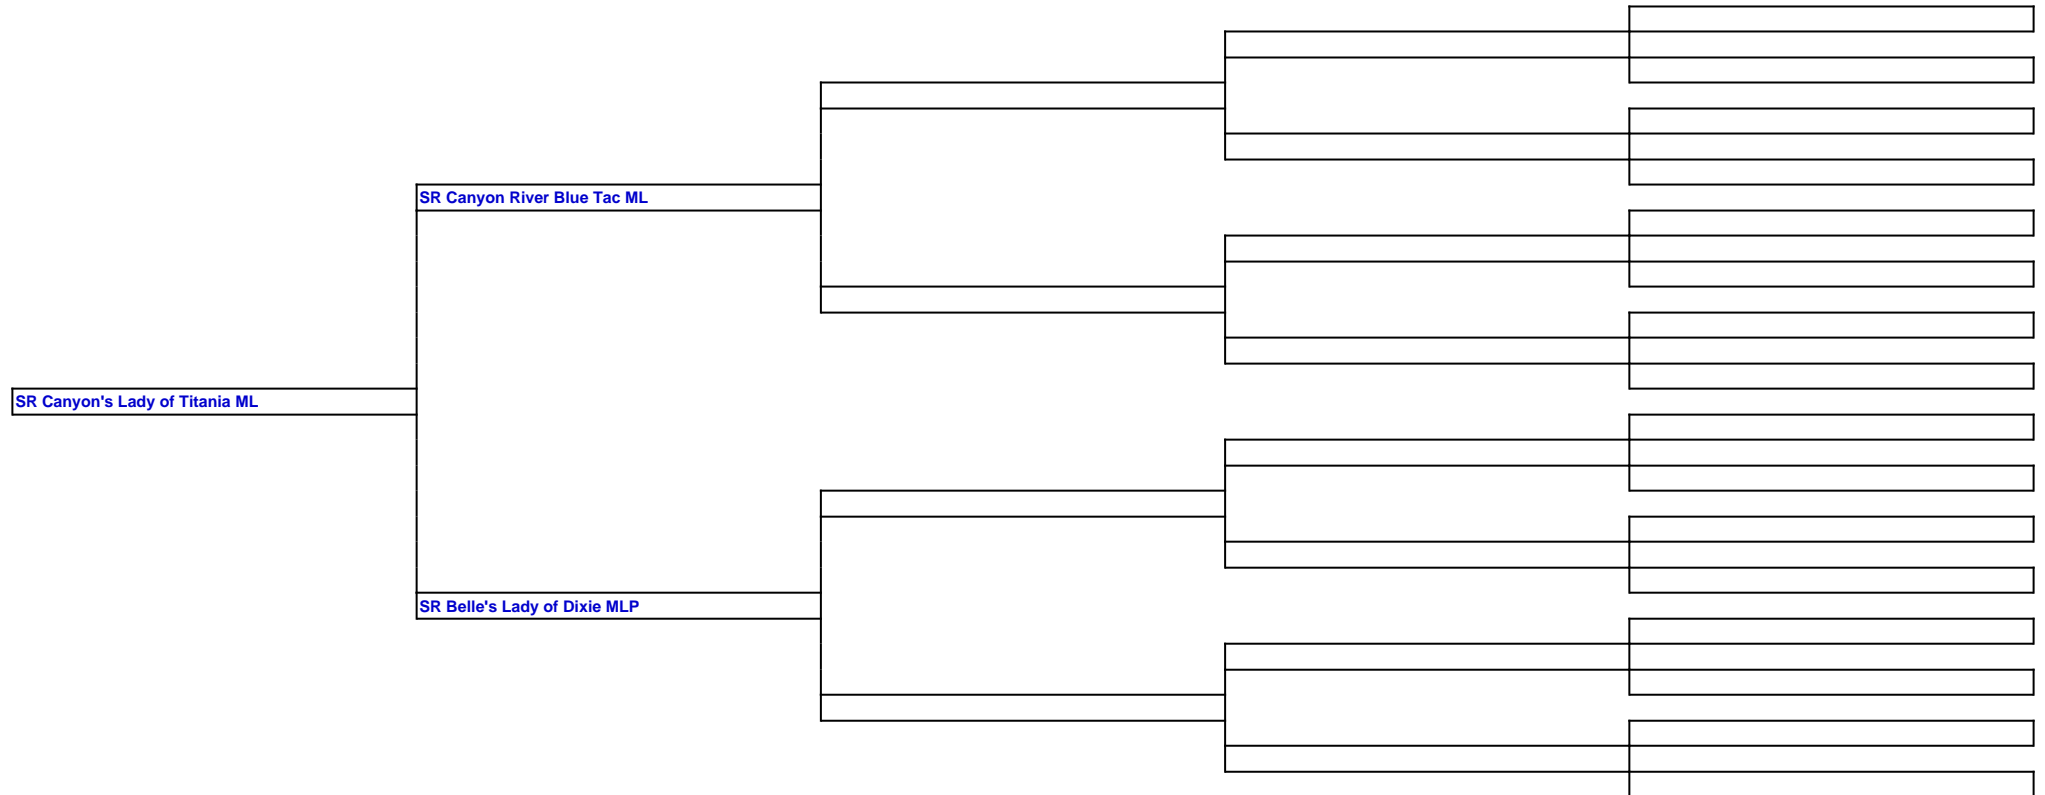 SR Canyon River Blue Tac ML
SR Canyon's Lady of Titania ML
SR Belle's Lady of Dixie MLP